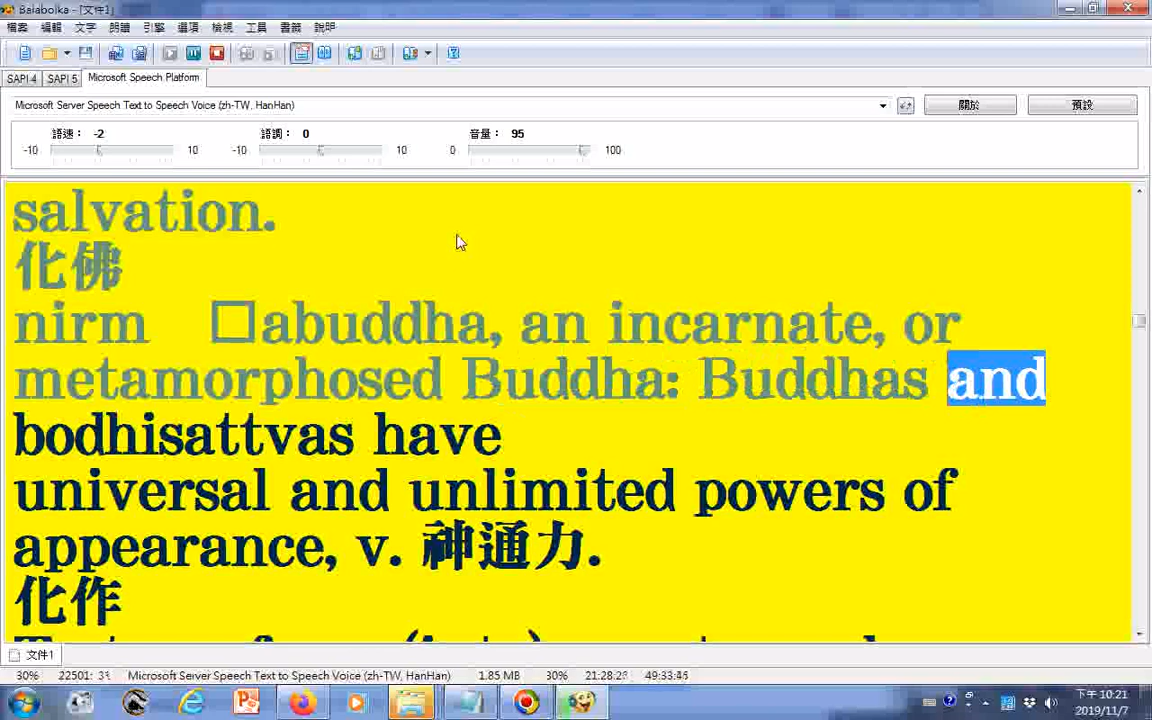 Balabolka - [文件1]
檔案 編輯 文字 朗讀 引擎 選項 檢視 工具 書籤 說明
SAPI 4 SAPI 5 Microsoft Speech Platform
Microsoft Server Speech Text to Speech Voice (zh-TW, HanHan) 關於 預設
語速： -2 語調： 0 音量： 95
-10 10 -10 10 0 100
salvation.
化佛
nirm □abuddha, an incarnate, or
metamorphosed Buddha: Buddhas and
bodhisattvas have
universal and unlimited powers of
appearance, v. 神通力.
化作
文件1
30% 22501: Microsoft Server Speech Text to Speech Voice (zh-TW, HanHan) 1.85 MB 30% 21:28:28 49:33:45
下午 10:21
2019/11/7